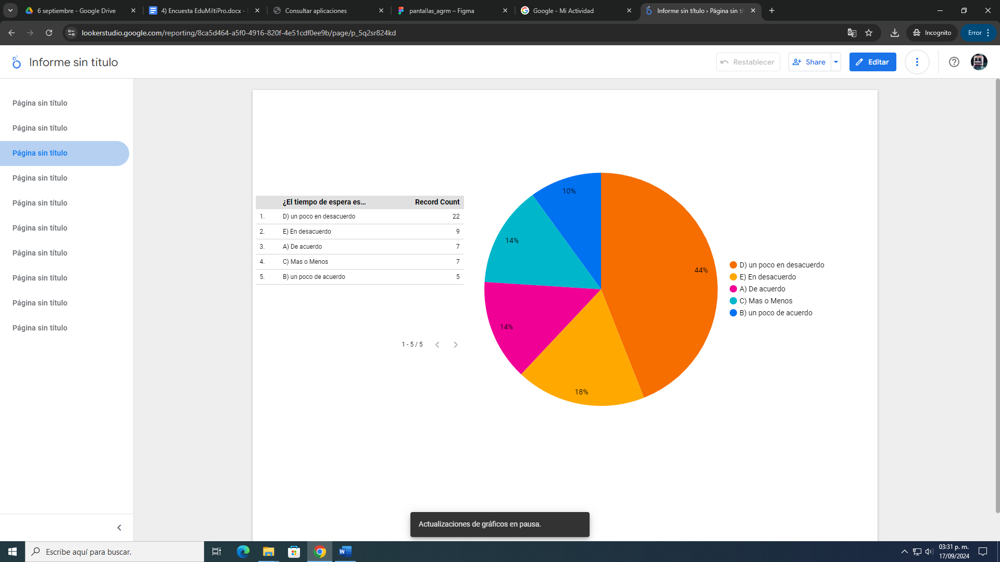 6 septiembre - Google Drive
4) Encuesta EduMiltiPro.docx -
Consultar aplicaciones
pantallas_agrm – Figma
Google - Mi Actividad
Informe sin título › Página sin tí
lookerstudio.google.com/reporting/8ca5d464-a5f0-4916-820f-4e51cdf0ee9b/page/p_5q2sr824kd
Incognito
Error
Informe sin título
Restablecer
Share
Editar
Página sin título
Página sin título
Página sin título
Página sin título
Página sin título
Página sin título
Página sin título
Página sin título
Página sin título
Página sin título
¿El tiempo de espera es... Record Count
1. D) un poco en desacuerdo 22
2. E) En desacuerdo 9
3. A) De acuerdo 7
4. C) Mas o Menos 7
5. B) un poco de acuerdo 5
1 - 5 / 5
10%
14%
44%
14%
18%
D) un poco en desacuerdo
E) En desacuerdo
A) De acuerdo
C) Mas o Menos
B) un poco de acuerdo
Actualizaciones de gráficos en pausa.
Escribe aquí para buscar.
03:31 p. m.
17/09/2024